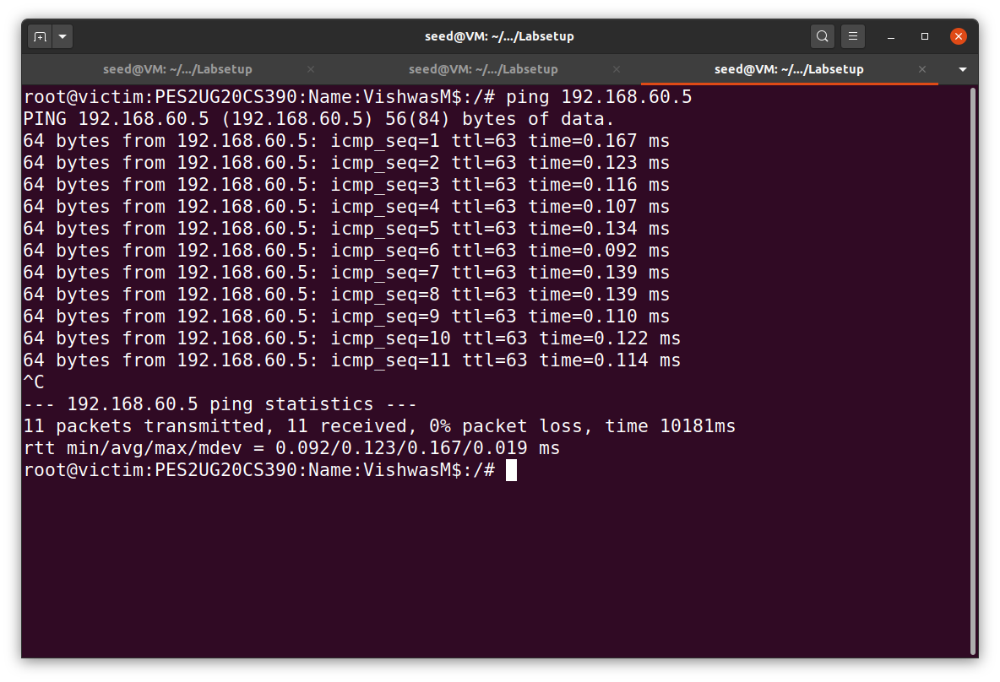 seed@VM: ~/.../Labsetup
seed@VM: ~/.../Labsetup × seed@VM: ~/.../Labsetup × seed@VM: ~/.../Labsetup ×
root@victim:PES2UG20CS390:Name:VishwasM$:/# ping 192.168.60.5
PING 192.168.60.5 (192.168.60.5) 56(84) bytes of data.
64 bytes from 192.168.60.5: icmp_seq=1 ttl=63 time=0.167 ms
64 bytes from 192.168.60.5: icmp_seq=2 ttl=63 time=0.123 ms
64 bytes from 192.168.60.5: icmp_seq=3 ttl=63 time=0.116 ms
64 bytes from 192.168.60.5: icmp_seq=4 ttl=63 time=0.107 ms
64 bytes from 192.168.60.5: icmp_seq=5 ttl=63 time=0.134 ms
64 bytes from 192.168.60.5: icmp_seq=6 ttl=63 time=0.092 ms
64 bytes from 192.168.60.5: icmp_seq=7 ttl=63 time=0.139 ms
64 bytes from 192.168.60.5: icmp_seq=8 ttl=63 time=0.139 ms
64 bytes from 192.168.60.5: icmp_seq=9 ttl=63 time=0.110 ms
64 bytes from 192.168.60.5: icmp_seq=10 ttl=63 time=0.122 ms
64 bytes from 192.168.60.5: icmp_seq=11 ttl=63 time=0.114 ms
^C
--- 192.168.60.5 ping statistics ---
11 packets transmitted, 11 received, 0% packet loss, time 10181ms
rtt min/avg/max/mdev = 0.092/0.123/0.167/0.019 ms
root@victim:PES2UG20CS390:Name:VishwasM$:/#